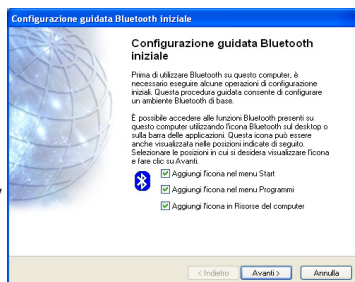 Configurazione guidata Bluetooth iniziale
Configurazione guidata Bluetooth
iniziale
Prima di utilizzare Bluetooth su questo computer, è
necessario eseguire alcune operazioni di configurazione
iniziali. Questa procedura guidata consente di configurare
un ambiente Bluetooth di base.
È possibile accedere alle funzioni Bluetooth presenti su
questo computer utilizzando l'icona Bluetooth sul desktop o
sulla barra delle applicazioni. Questa icona può essere
anche visualizzata nelle posizioni indicate di seguito.
Selezionare le posizioni in cui si desidera visualizzare l'icona
e fare clic su Avanti.
Aggiungi l'icona nel menu Start
Aggiungi l'icona nel menu Programmi
Aggiungi l'icona in Risorse del computer
< Indietro Avanti > Annulla